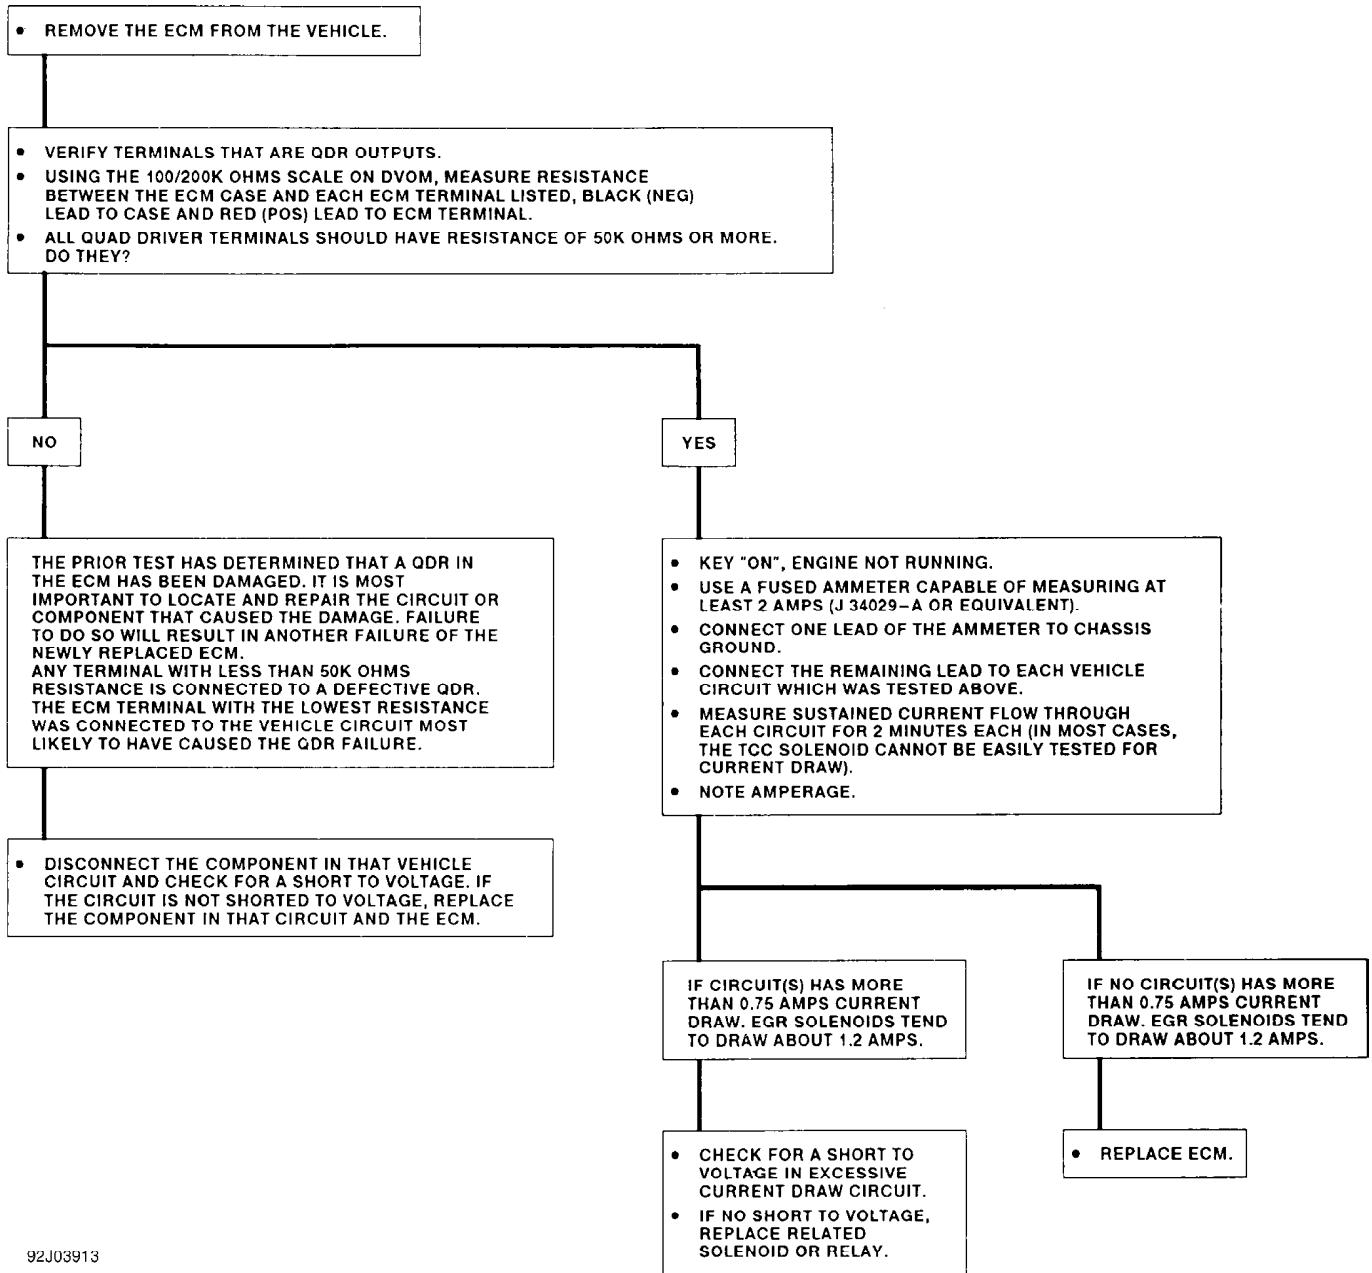 • REMOVE THE ECM FROM THE VEHICLE.
• VERIFY TERMINALS THAT ARE QDR OUTPUTS.
• USING THE 100/200K OHMS SCALE ON DVOM, MEASURE RESISTANCE
BETWEEN THE ECM CASE AND EACH ECM TERMINAL LISTED, BLACK (NEG)
LEAD TO CASE AND RED (POS) LEAD TO ECM TERMINAL.
• ALL QUAD DRIVER TERMINALS SHOULD HAVE RESISTANCE OF 50K OHMS OR MORE.
DO THEY?
NO
THE PRIOR TEST HAS DETERMINED THAT A QDR IN
THE ECM HAS BEEN DAMAGED. IT IS MOST
IMPORTANT TO LOCATE AND REPAIR THE CIRCUIT OR
COMPONENT THAT CAUSED THE DAMAGE. FAILURE
TO DO SO WILL RESULT IN ANOTHER FAILURE OF THE
NEWLY REPLACED ECM.
ANY TERMINAL WITH LESS THAN 50K OHMS
RESISTANCE IS CONNECTED TO A DEFECTIVE QDR.
THE ECM TERMINAL WITH THE LOWEST RESISTANCE
WAS CONNECTED TO THE VEHICLE CIRCUIT MOST
LIKELY TO HAVE CAUSED THE QDR FAILURE.
• DISCONNECT THE COMPONENT IN THAT VEHICLE
CIRCUIT AND CHECK FOR A SHORT TO VOLTAGE. IF
THE CIRCUIT IS NOT SHORTED TO VOLTAGE, REPLACE
THE COMPONENT IN THAT CIRCUIT AND THE ECM.
YES
• KEY "ON", ENGINE NOT RUNNING.
• USE A FUSED AMMETER CAPABLE OF MEASURING AT
LEAST 2 AMPS (J 34029-A OR EQUIVALENT).
• CONNECT ONE LEAD OF THE AMMETER TO CHASSIS
GROUND.
• CONNECT THE REMAINING LEAD TO EACH VEHICLE
CIRCUIT WHICH WAS TESTED ABOVE.
• MEASURE SUSTAINED CURRENT FLOW THROUGH
EACH CIRCUIT FOR 2 MINUTES EACH (IN MOST CASES,
THE TCC SOLENOID CANNOT BE EASILY TESTED FOR
CURRENT DRAW).
• NOTE AMPERAGE.
IF CIRCUIT(S) HAS MORE
THAN 0.75 AMPS CURRENT
DRAW. EGR SOLENOIDS TEND
TO DRAW ABOUT 1.2 AMPS.
• CHECK FOR A SHORT TO
VOLTAGE IN EXCESSIVE
CURRENT DRAW CIRCUIT.
• IF NO SHORT TO VOLTAGE,
REPLACE RELATED
SOLENOID OR RELAY.
IF NO CIRCUIT(S) HAS MORE
THAN 0.75 AMPS CURRENT
DRAW. EGR SOLENOIDS TEND
TO DRAW ABOUT 1.2 AMPS.
• REPLACE ECM.
92J03913